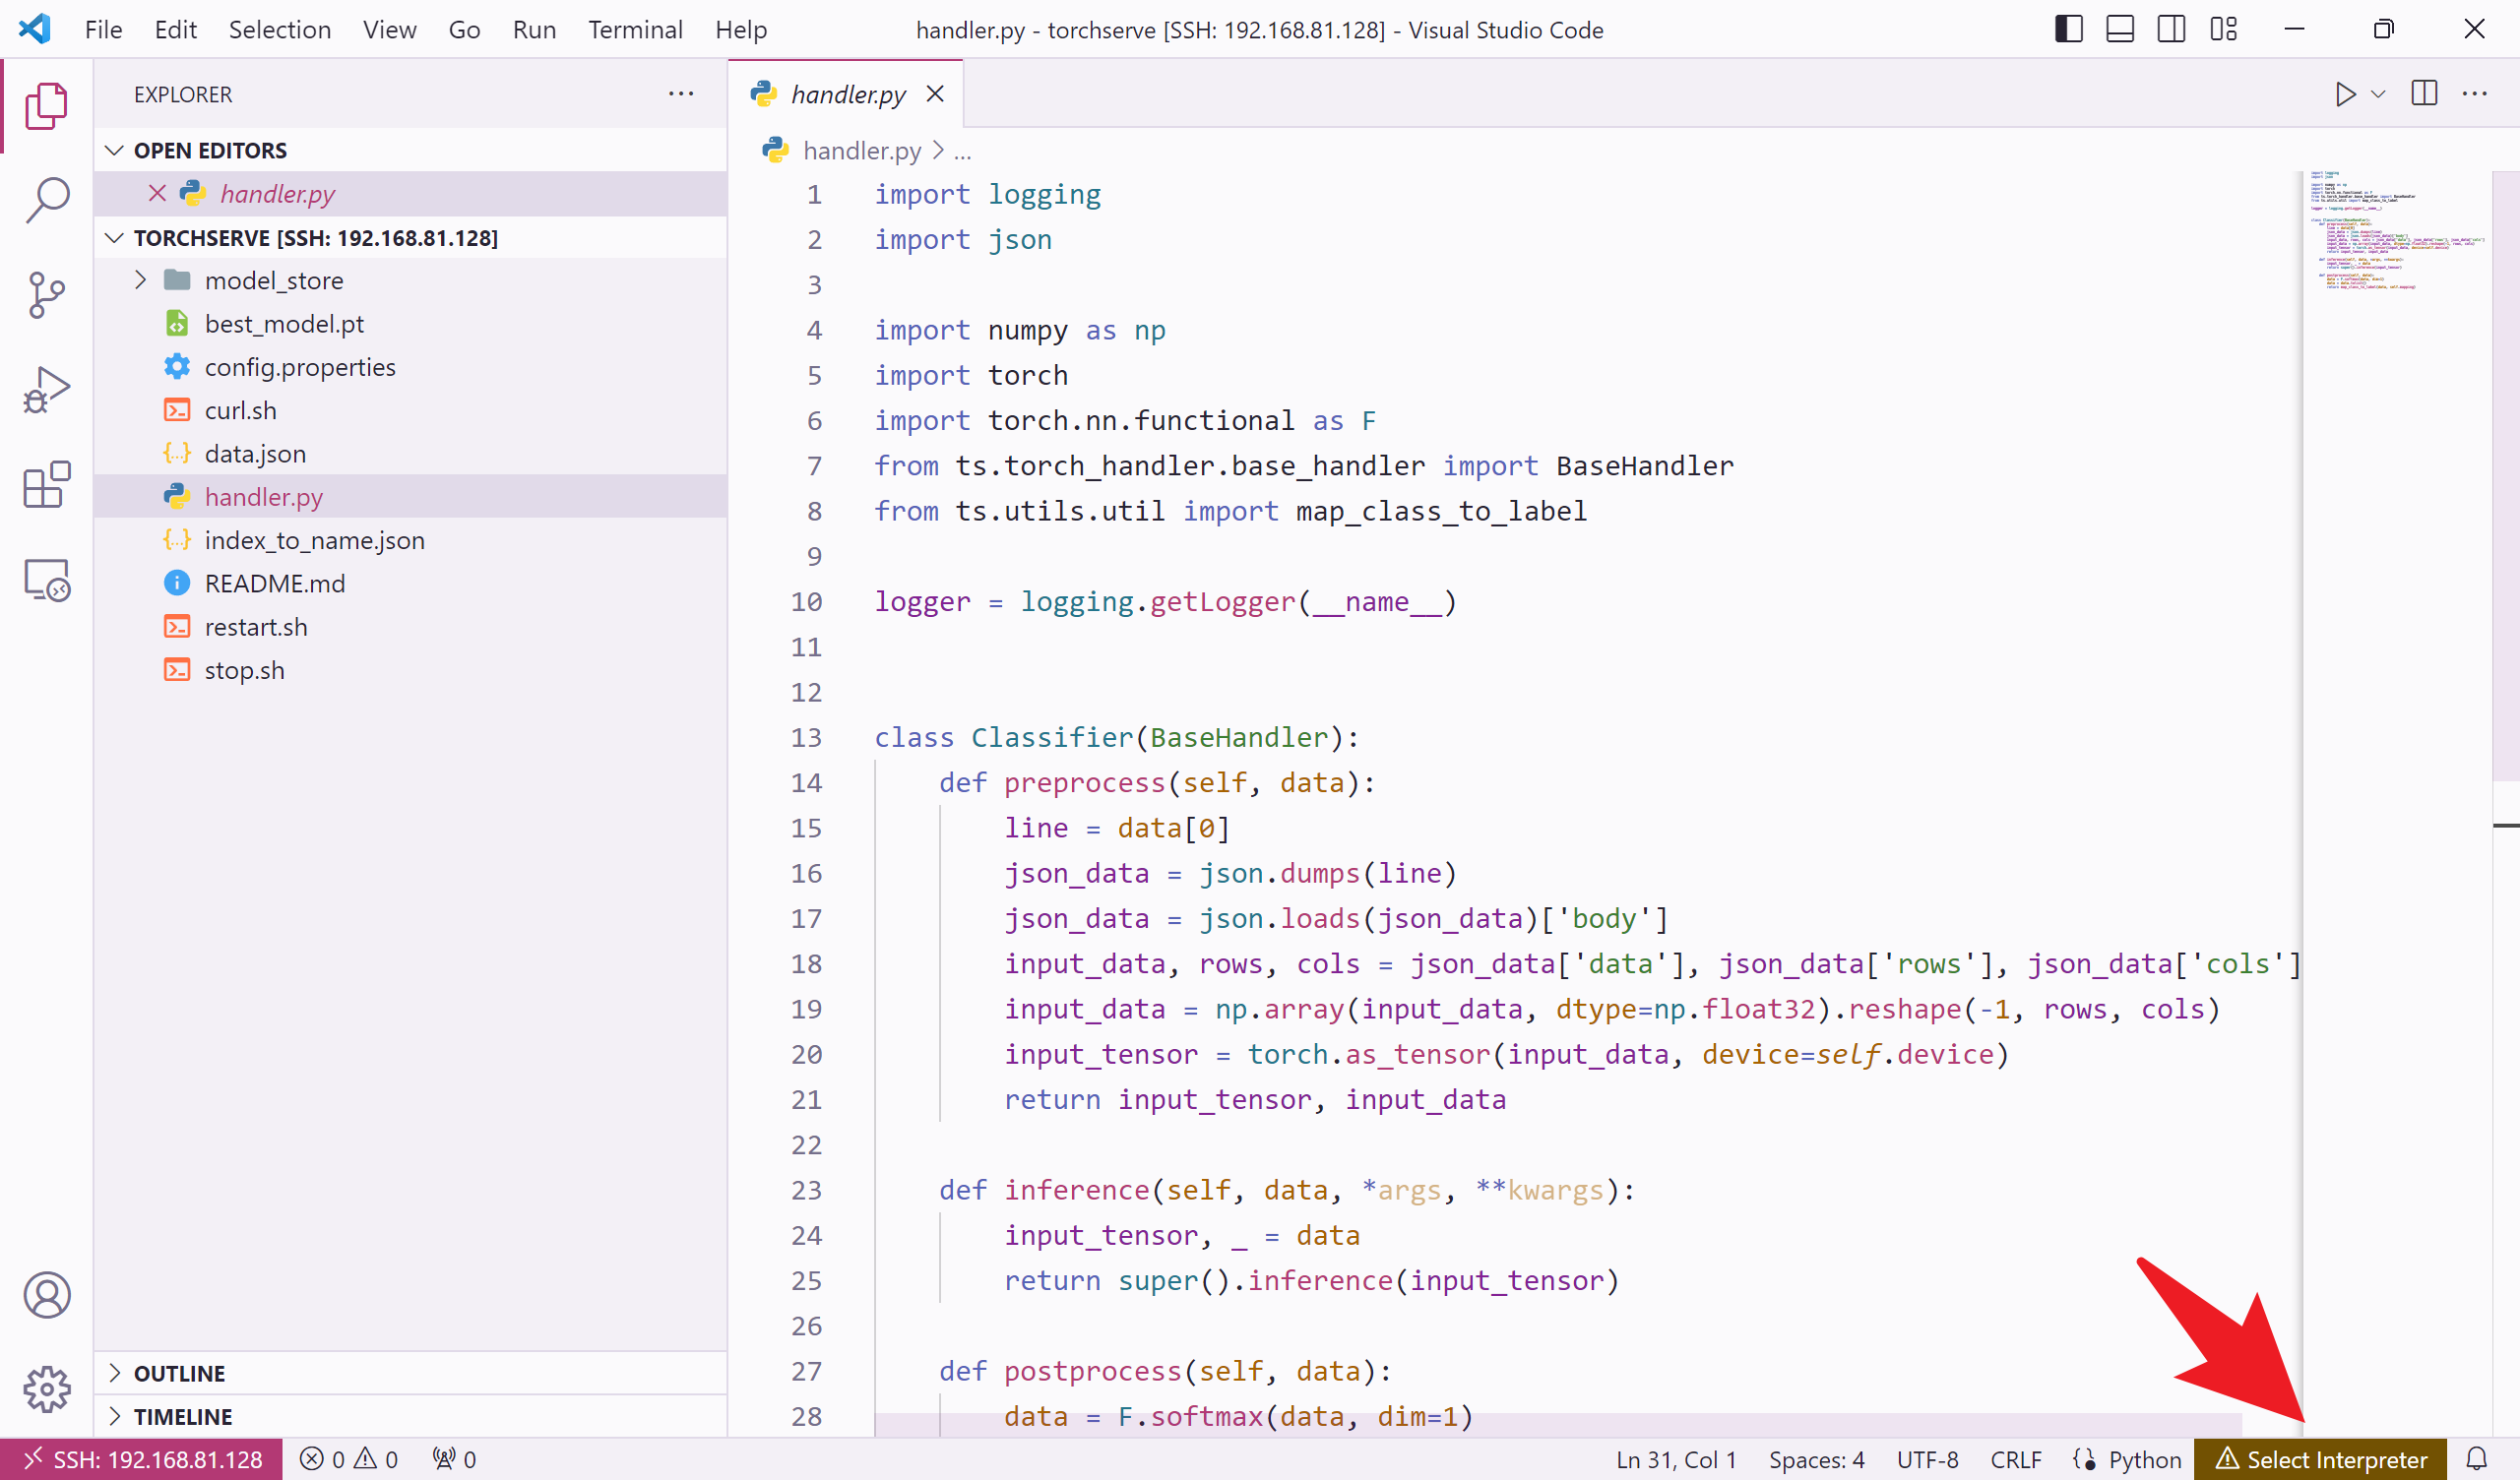 File Edit Selection View Go Run Terminal Help handler.py - torchserve [SSH: 192.168.81.128] - Visual Studio Code
EXPLORER
OPEN EDITORS
handler.py
TORCHSERVE [SSH: 192.168.81.128]
model_store
best_model.pt
config.properties
curl.sh
data.json
handler.py
index_to_name.json
README.md
restart.sh
stop.sh
OUTLINE
TIMELINE
handler.py
handler.py > ...
1 import logging
2 import json
3
4 import numpy as np
5 import torch
6 import torch.nn.functional as F
7 from ts.torch_handler.base_handler import BaseHandler
8 from ts.utils.util import map_class_to_label
9
10 logger = logging.getLogger(__name__)
11
12
13 class Classifier(BaseHandler):
14     def preprocess(self, data):
15         line = data[0]
16         json_data = json.dumps(line)
17         json_data = json.loads(json_data)['body']
18         input_data, rows, cols = json_data['data'], json_data['rows'], json_data['cols']
19         input_data = np.array(input_data, dtype=np.float32).reshape(-1, rows, cols)
20         input_tensor = torch.as_tensor(input_data, device=self.device)
21         return input_tensor, input_data
22
23     def inference(self, data, *args, **kwargs):
24         input_tensor, _ = data
25         return super().inference(input_tensor)
26
27     def postprocess(self, data):
28         data = F.softmax(data, dim=1)
SSH: 192.168.81.128 0 0 0 Ln 31, Col 1 Spaces: 4 UTF-8 CRLF Python Select Interpreter